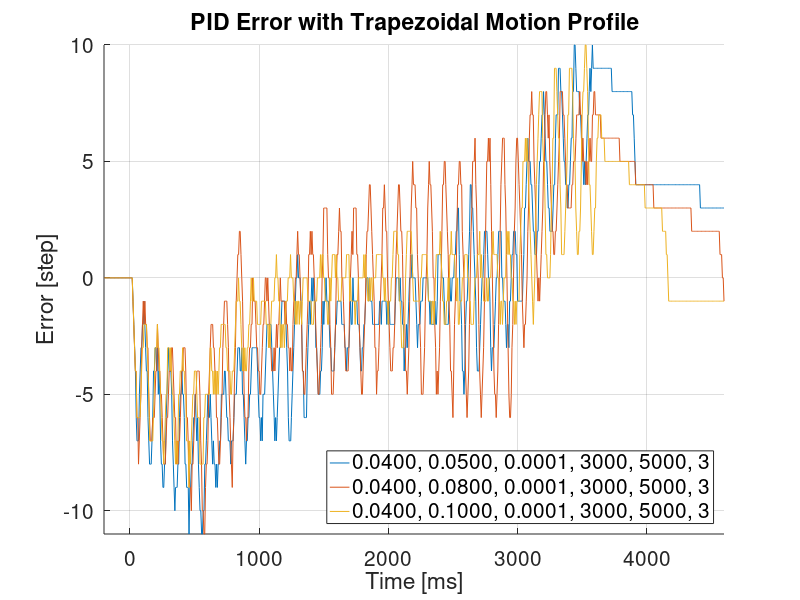 PID Error with Trapezoidal Motion Profile
10
5
0
-5
-10
Error [step]
0.0400, 0.0500, 0.0001, 3000, 5000, 3
0.0400, 0.0800, 0.0001, 3000, 5000, 3
0.0400, 0.1000, 0.0001, 3000, 5000, 3
0 1000 2000 3000 4000
Time [ms]